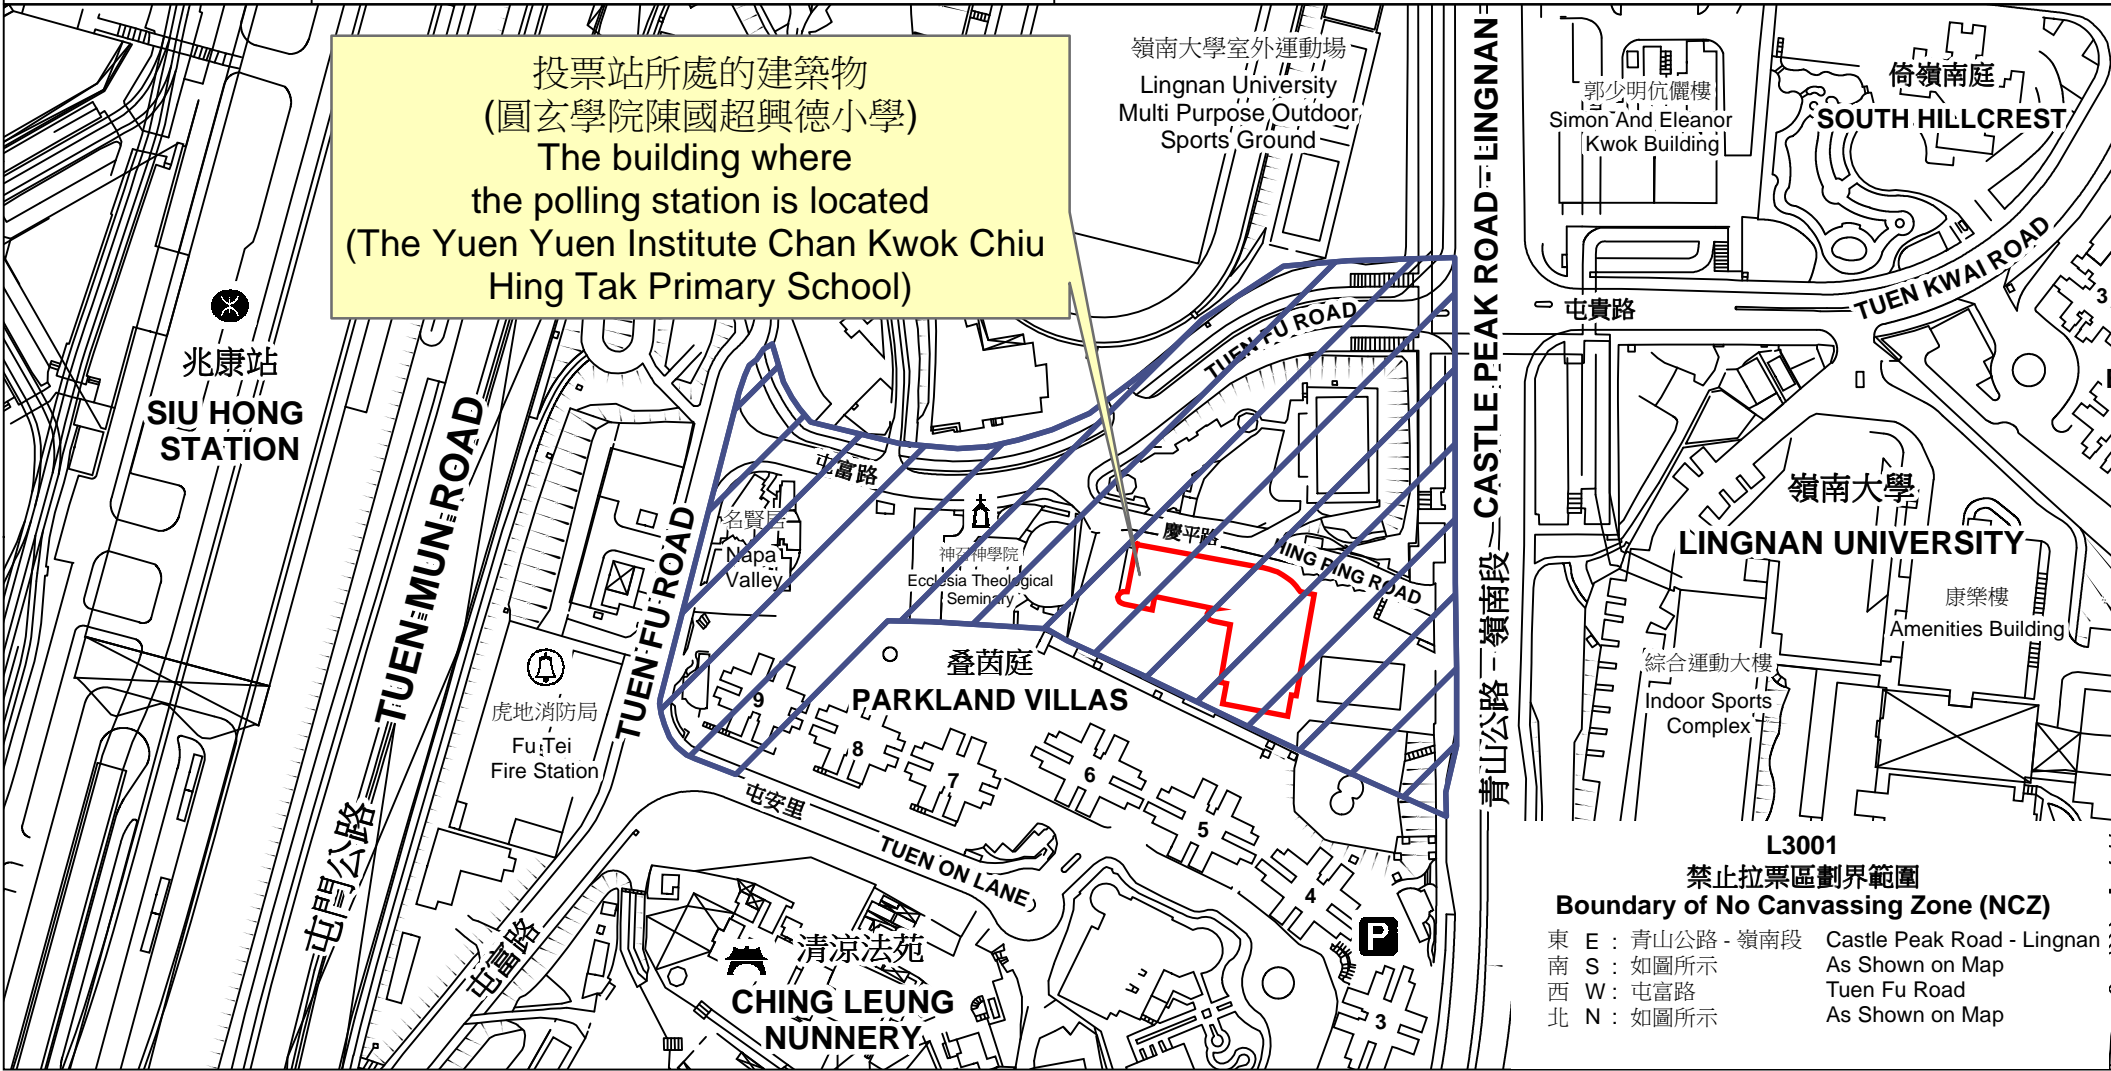 投票站所處的建築物
(圓玄學院陳國超興德小學)
The building where
the polling station is located
(The Yuen Yuen Institute Chan Kwok Chiu
Hing Tak Primary School)
嶺南大學室外運動場
Lingnan University
Multi Purpose Outdoor
Sports Ground
CASTLE PEAK ROAD - LINGNAN
青山公路 - 嶺南段
郭少明伉儷樓
Simon And Eleanor
Kwok Building
倚嶺南庭
SOUTH HILLCREST
TUEN KWAI ROAD
屯貴路
3
兆康站
SIU HONG
STATION
TUEN MUN ROAD
屯門公路
TUEN FU ROAD
屯富路
名賢居
Napa
Valley
神召神學院
Ecclesia Theological
Seminary
慶平路
HING PING ROAD
TUEN FU ROAD
屯富路
嶺南大學
LINGNAN UNIVERSITY
康樂樓
Amenities Building
綜合運動大樓
Indoor Sports
Complex
虎地消防局
Fu Tei
Fire Station
叠茵庭
PARKLAND VILLAS
9
8
7
6
5
4
3
屯安里
TUEN ON LANE
清凉法苑
CHING LEUNG
NUNNERY
P
L3001
禁止拉票區劃界範圍
Boundary of No Canvassing Zone (NCZ)
東 E : 青山公路 - 嶺南段 Castle Peak Road - Lingnan
南 S : 如圖所示 As Shown on Map
西 W : 屯富路 Tuen Fu Road
北 N : 如圖所示 As Shown on Map